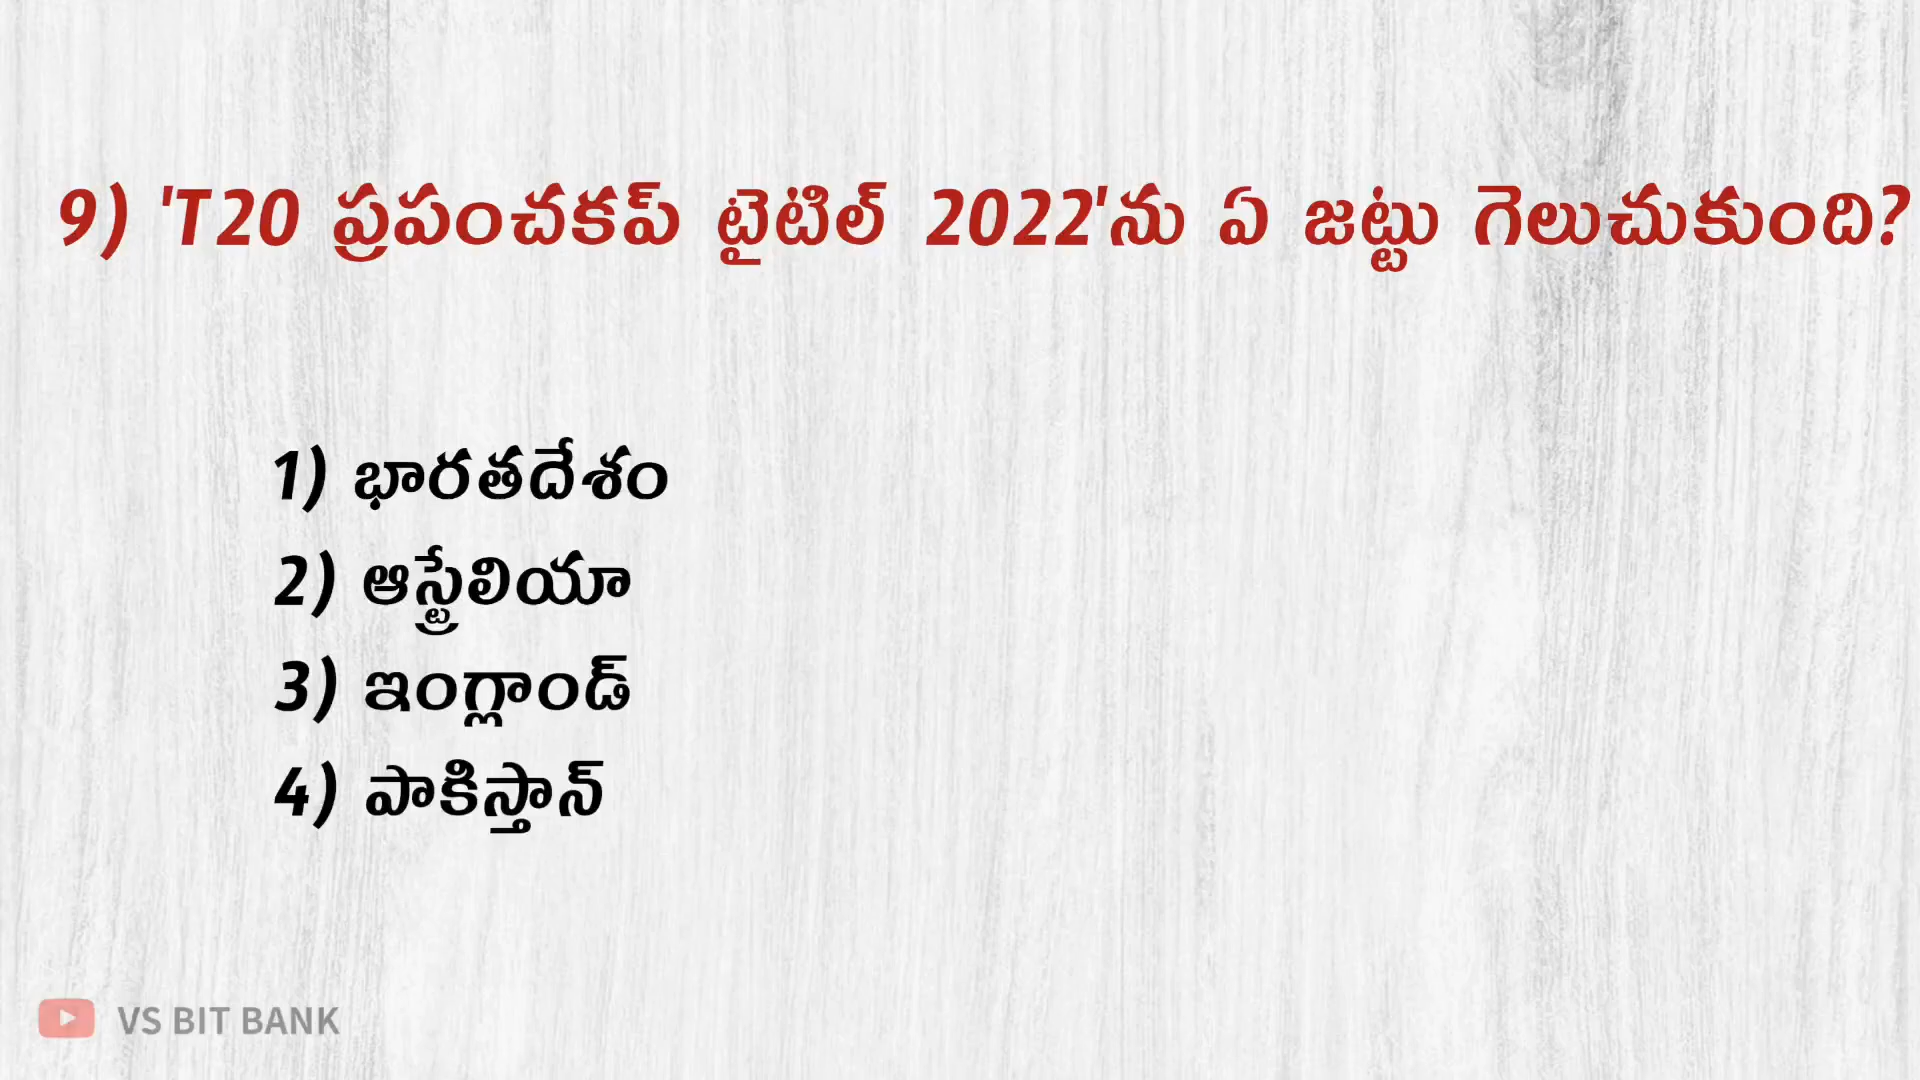 9) 'T20 ప్రపంచకప్ టైటిల్ 2022'ను ఏ జట్టు గెలుచుకుంది?
1) భారతదేశం
2) ఆస్ట్రేలియా
3) ఇంగ్లాండ్
4) పాకిస్తాన్
VS BIT BANK